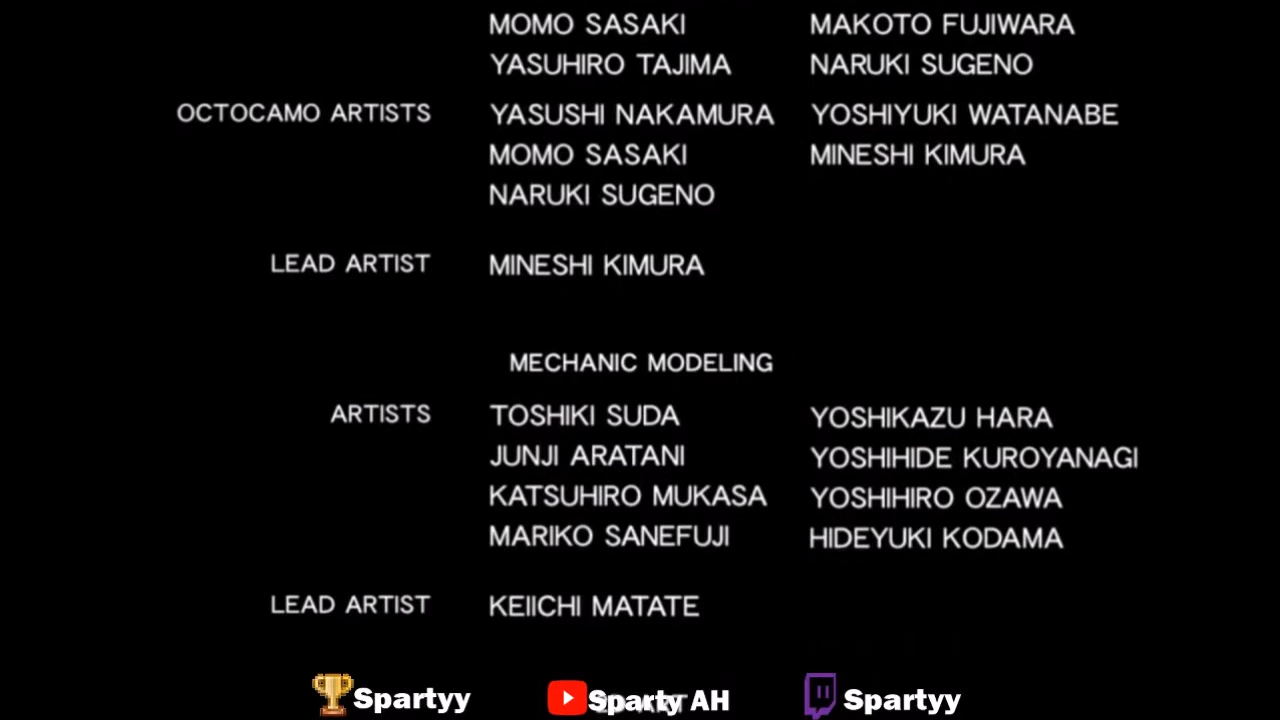 MOMO SASAKI MAKOTO FUJIWARA
YASUHIRO TAJIMA NARUKI SUGENO
OCTOCAMO ARTISTS YASUSHI NAKAMURA YOSHIYUKI WATANABE
MOMO SASAKI MINESHI KIMURA
NARUKI SUGENO
LEAD ARTIST MINESHI KIMURA
MECHANIC MODELING
ARTISTS TOSHIKI SUDA YOSHIKAZU HARA
JUNJI ARATANI YOSHIHIDE KUROYANAGI
KATSUHIRO MUKASA YOSHIHIRO OZAWA
MARIKO SANEFUJI HIDEYUKI KODAMA
LEAD ARTIST KEIICHI MATATE
Spartyy Sparty AH Spartyy